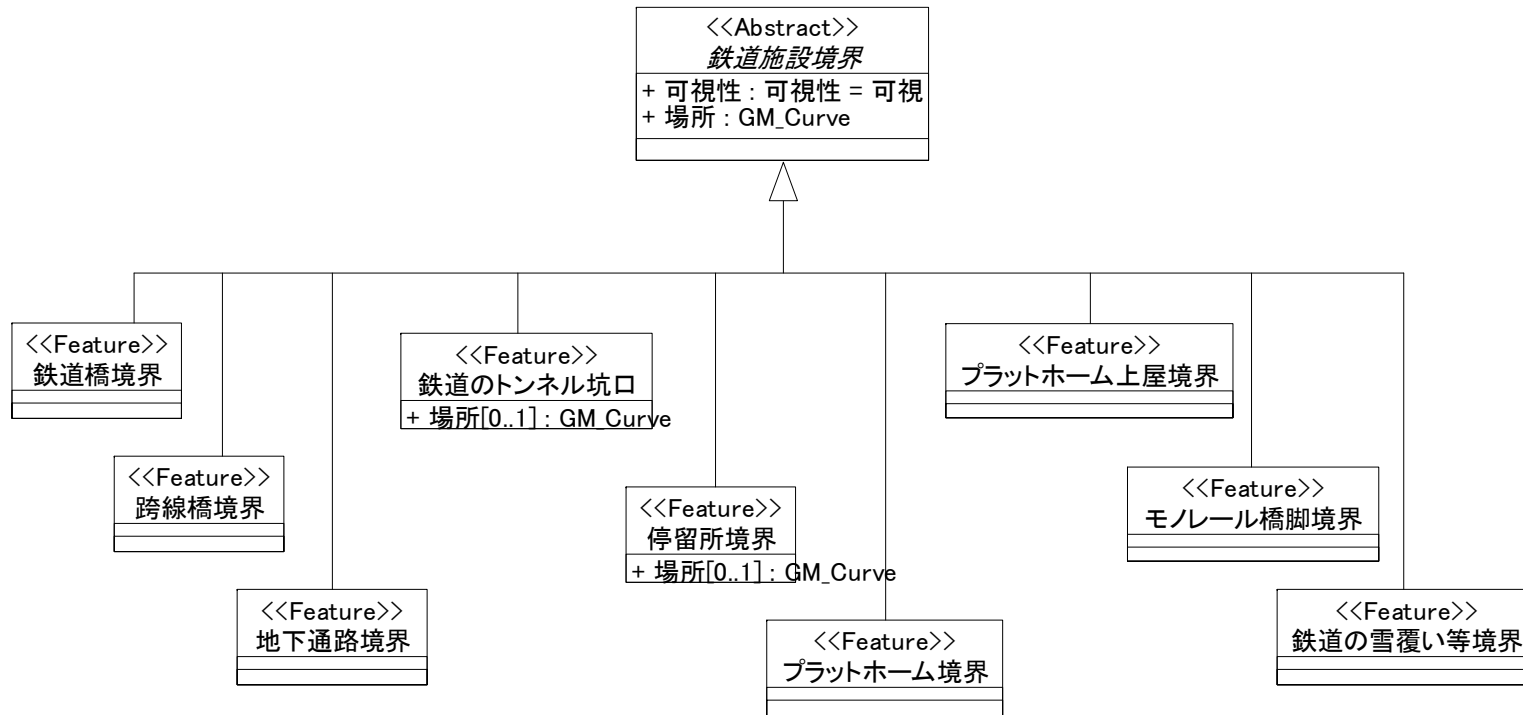 <<Abstract>>
鉄道施設境界
+ 可視性 : 可視性 = 可視
+ 場所 : GM_Curve
<<Feature>>
鉄道橋境界
<<Feature>>
鉄道のトンネル坑口
+ 場所[0..1] : GM_Curve
<<Feature>>
プラットホーム上屋境界
<<Feature>>
跨線橋境界
<<Feature>>
停留所境界
+ 場所[0..1] : GM_Curve
<<Feature>>
モノレール橋脚境界
<<Feature>>
地下通路境界
<<Feature>>
プラットホーム境界
<<Feature>>
鉄道の雪覆い等境界